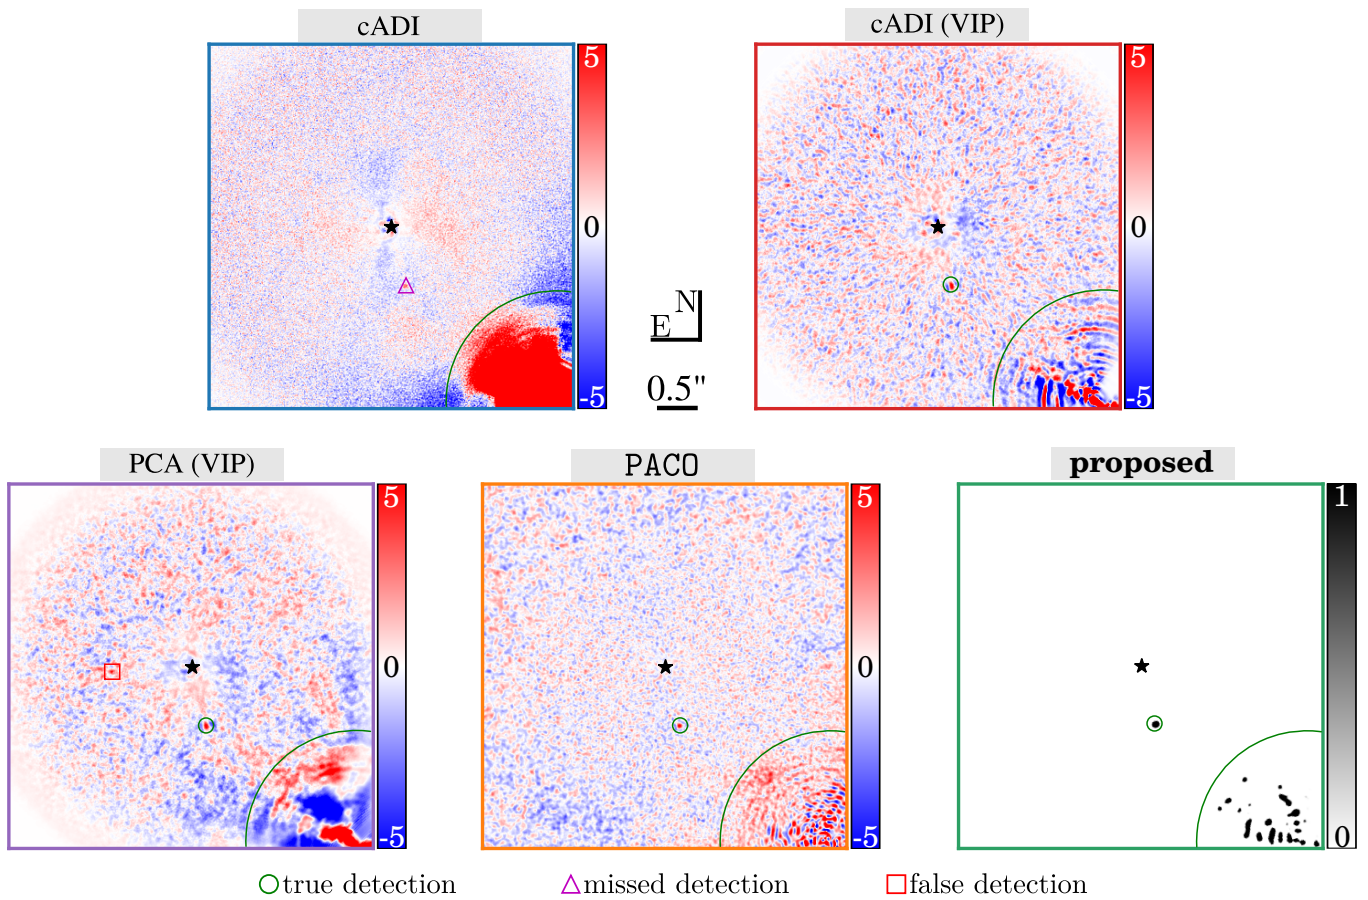 cADI
cADI (VIP)
5
0
-5
5
0
-5
N
E
0.5"
PCA (VIP)
PACO
proposed
5
0
-5
5
0
-5
1
0
true detection
missed detection
false detection